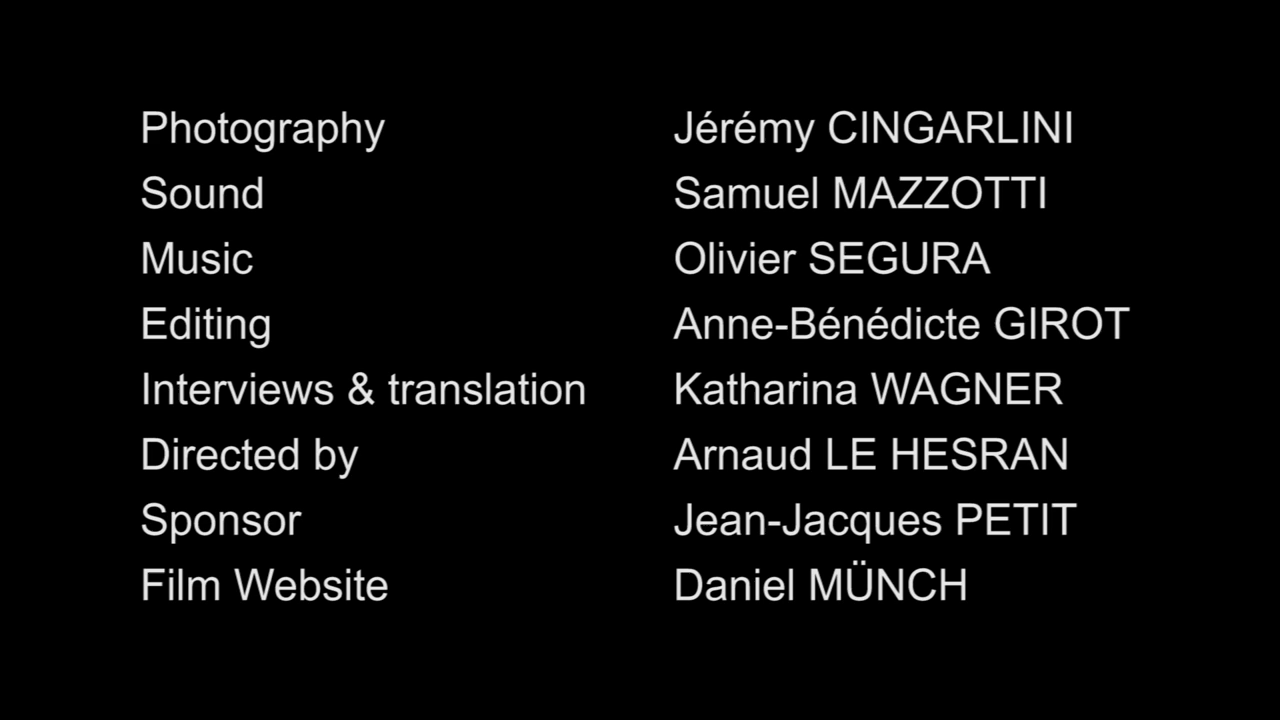 Photography Jérémy CINGARLINI
Sound Samuel MAZZOTTI
Music Olivier SEGURA
Editing Anne-Bénédicte GIROT
Interviews & translation Katharina WAGNER
Directed by Arnaud LE HESRAN
Sponsor Jean-Jacques PETIT
Film Website Daniel MÜNCH